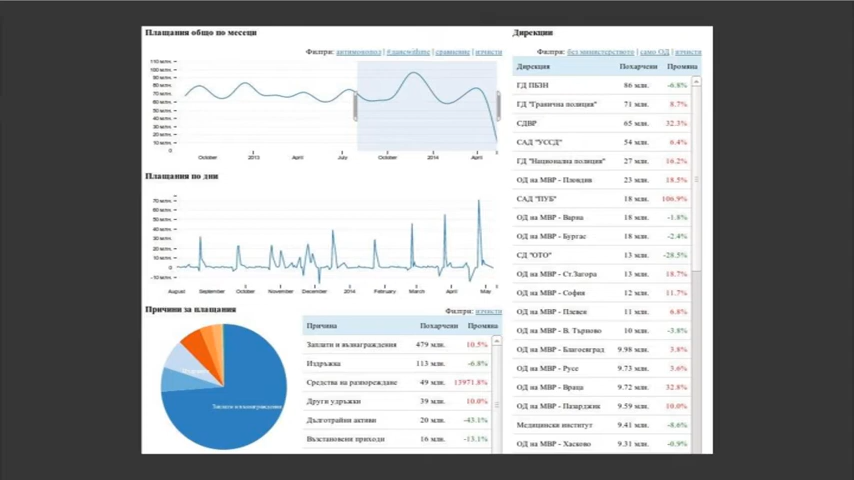 Плащания общо по месеци
Филтри: антимонопол | #дансwithme | сравнение | изчисти
110 млн.
100 млн.
90 млн.
80 млн.
70 млн.
60 млн.
50 млн.
40 млн.
30 млн.
20 млн.
10 млн.
0
October 2013 April July October 2014 April
Плащания по дни
70 млн.
60 млн.
50 млн.
40 млн.
30 млн.
20 млн.
10 млн.
0
-10 млн.
August September October November December 2014 February March April May
Причини за плащания
Заплати и възнаграждения
Филтри: изчисти
Причина Похарчени Промяна
Заплати и възнаграждения 479 млн. 10.5%
Издръжка 113 млн. -6.8%
Средства на разпореждане 49 млн. 13971.8%
Други удръжки 39 млн. 10.0%
Дълготрайни активи 20 млн. -43.1%
Възстановени приходи 16 млн. -13.1%
Дирекции
Филтри: без министерството | само ОД | изчисти
Дирекция Похарчени Промяна
ГД ПБЗН 86 млн. -6.8%
ГД "Гранична полиция" 71 млн. 8.7%
СДВР 65 млн. 32.3%
САД "УССД" 54 млн. 6.4%
ГД "Национална полиция" 27 млн. 16.2%
ОД на МВР - Пловдив 23 млн. 18.5%
САД "ПУБ" 18 млн. 106.9%
ОД на МВР - Варна 18 млн. -1.8%
ОД на МВР - Бургас 18 млн. -2.4%
СД "ОТО" 13 млн. -28.5%
ОД на МВР - Ст.Загора 13 млн. 18.7%
ОД на МВР - София 12 млн. 11.7%
ОД на МВР - Плевен 11 млн. 6.8%
ОД на МВР - В. Търново 10 млн. -3.8%
ОД на МВР - Благоевград 9.98 млн. 3.8%
ОД на МВР - Русе 9.73 млн. 3.6%
ОД на МВР - Враца 9.72 млн. 32.8%
ОД на МВР - Пазарджик 9.59 млн. 10.0%
Медицински институт 9.41 млн. -8.6%
ОД на МВР - Хасково 9.31 млн. -0.9%